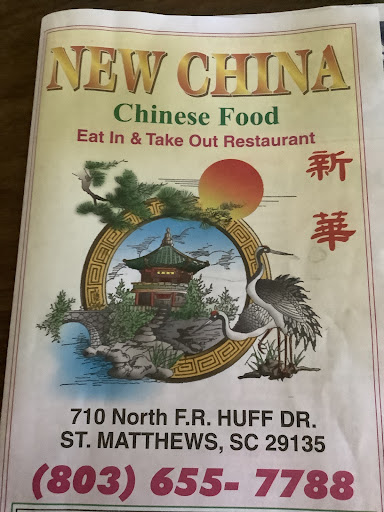 NEW CHINA
Chinese Food
Eat In & Take Out Restaurant
新
華
710 North F.R. HUFF DR.
ST. MATTHEWS, SC 29135
(803) 655- 7788